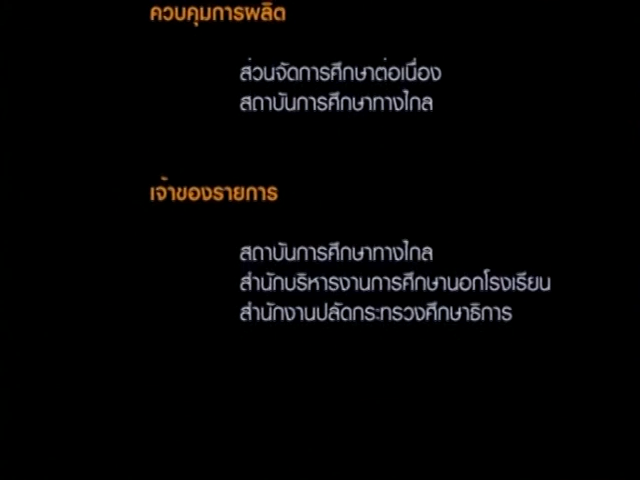 ควบคุมการผลิต
ส่วนจัดการศึกษาต่อเนื่อง
สถาบันการศึกษาทางไกล
เจ้าของรายการ
สถาบันการศึกษาทางไกล
สำนักบริหารงานการศึกษานอกโรงเรียน
สำนักงานปลัดกระทรวงศึกษาธิการ